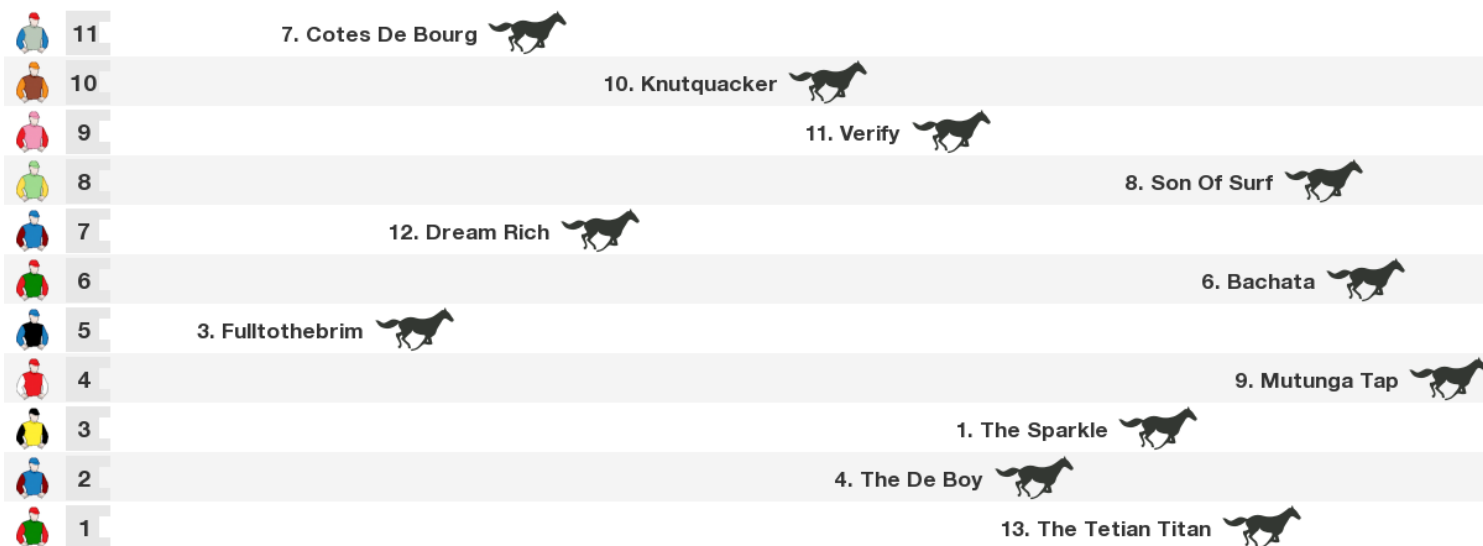 11 7. Cotes De Bourg
10 10. Knutquacker
9 11. Verify
8 8. Son Of Surf
7 12. Dream Rich
6 6. Bachata
5 3. Fulltothebrim
4 9. Mutunga Tap
3 1. The Sparkle
2 4. The De Boy
1 13. The Tetian Titan